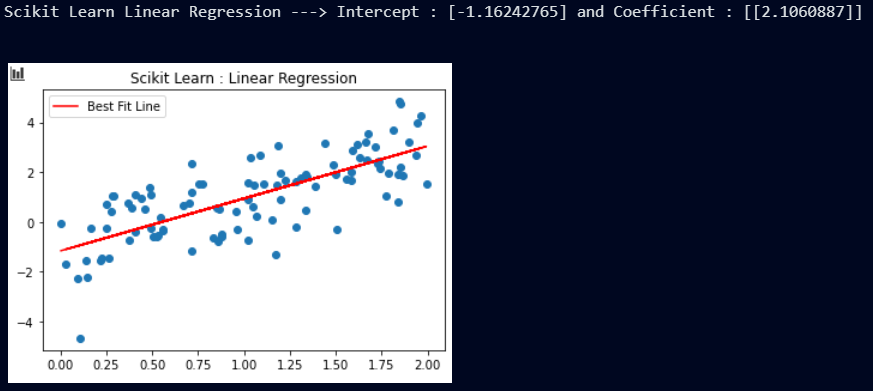 Scikit Learn Linear Regression ---> Intercept : [-1.16242765] and Coefficient : [[2.1060887]]
Scikit Learn : Linear Regression
Best Fit Line
4
2
0
−2
−4
0.00 0.25 0.50 0.75 1.00 1.25 1.50 1.75 2.00